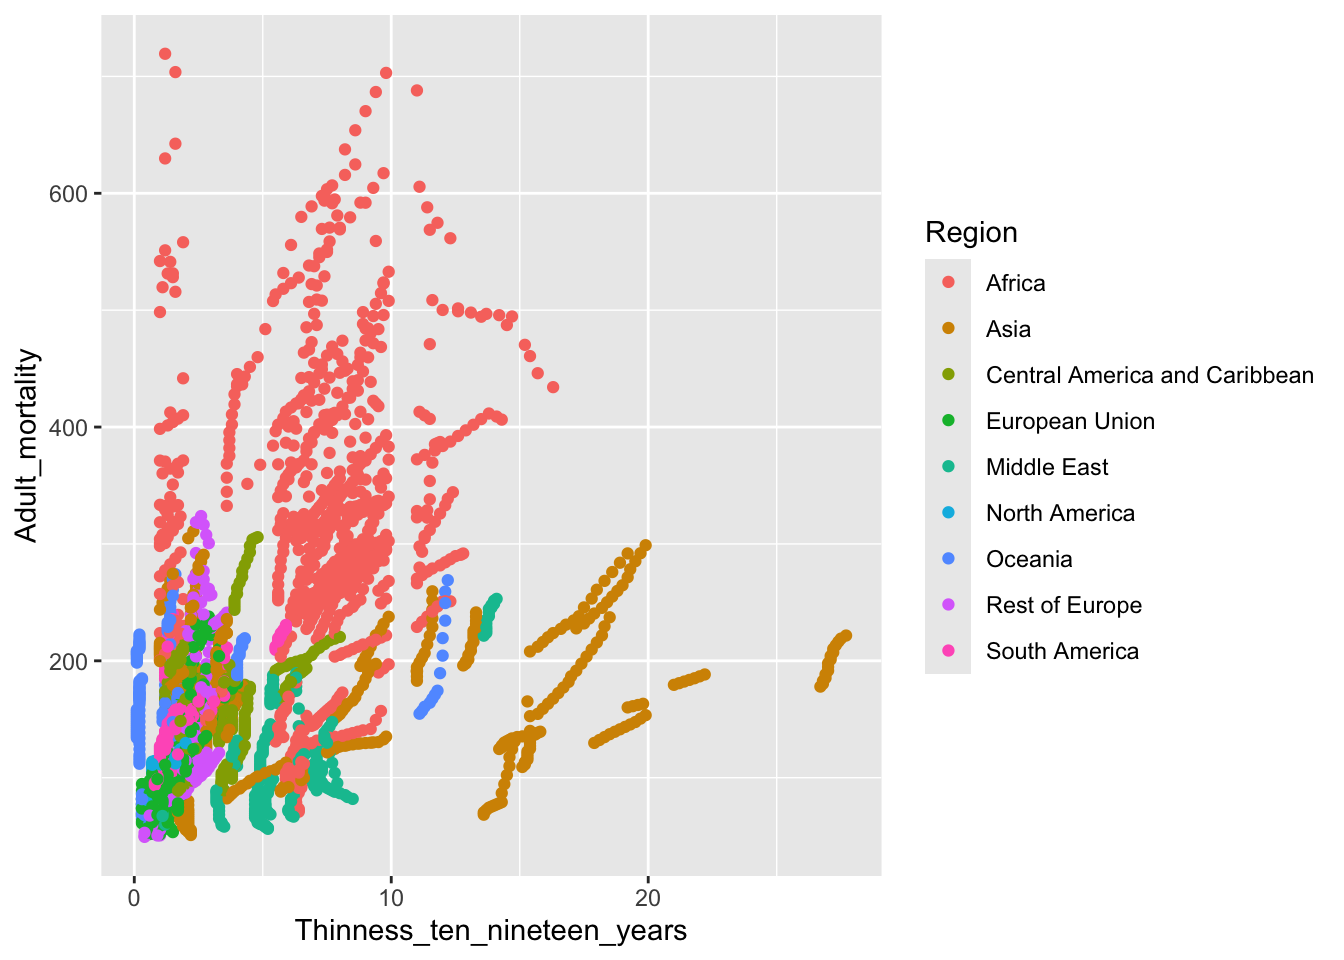 600
400
200
0
10
20
Adult_mortality
Thinness_ten_nineteen_years
Region
Africa
Asia
Central America and Caribbean
European Union
Middle East
North America
Oceania
Rest of Europe
South America